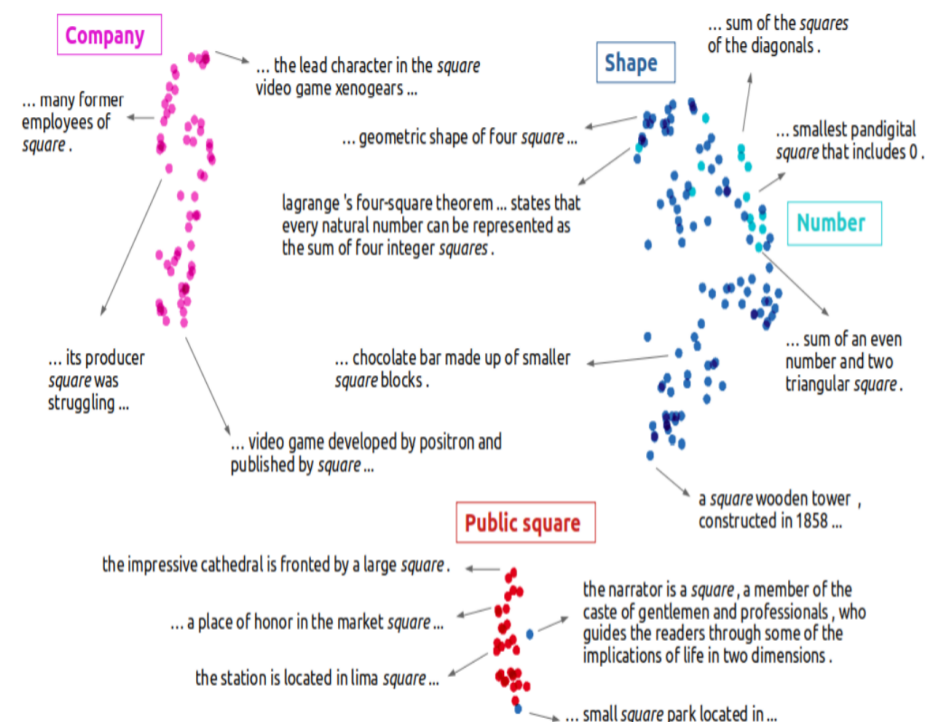 Company
... the lead character in the square
video game xenogears ...
... many former
employees of
square .
... its producer
square was
struggling ...
... video game developed by positron and
published by square ...
Shape
... sum of the squares
of the diagonals .
... geometric shape of four square ...
... smallest pandigital
square that includes 0 .
lagrange 's four-square theorem ... states that
every natural number can be represented as
the sum of four integer squares .
Number
... chocolate bar made up of smaller
square blocks .
... sum of an even
number and two
triangular square .
a square wooden tower ,
constructed in 1858 ...
Public square
the impressive cathedral is fronted by a large square .
... a place of honor in the market square ...
the station is located in lima square ...
the narrator is a square , a member of the
caste of gentlemen and professionals , who
guides the readers through some of the
implications of life in two dimensions .
... small square park located in ...